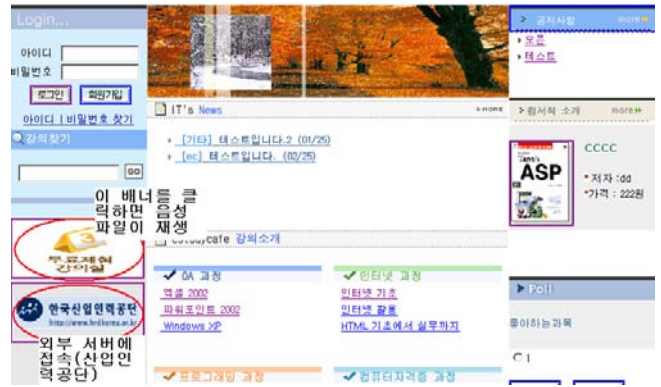 Login...
아이디
비밀번호
로그인 회원가입
아이디 | 비밀번호 찾기
강의찾기
GO
이 배너를 클
릭하면 음성
파일이 재생
무료체험
강의실
한국산업인력공단
http://www.hrdkorea.or.kr
외부 서버에
접속(산업인
력공단)
IT's News
MORE
[기타] 테스트입니다.2 (01/25)
[ec] 테스트입니다. (02/25)
강의소개
OA 과정
엑셀 2002
파워포인트 2002
Windows XP
인터넷 과정
인터넷 기초
인터넷 활용
HTML 기초에서 실무까지
프로그래밍 과정
컴퓨터자격증 과정
공지사항 more
오픈
테스트
소개 more
ASP
cccc
저자 :dd
가격 : 222원
Poll
좋아하는과목
1